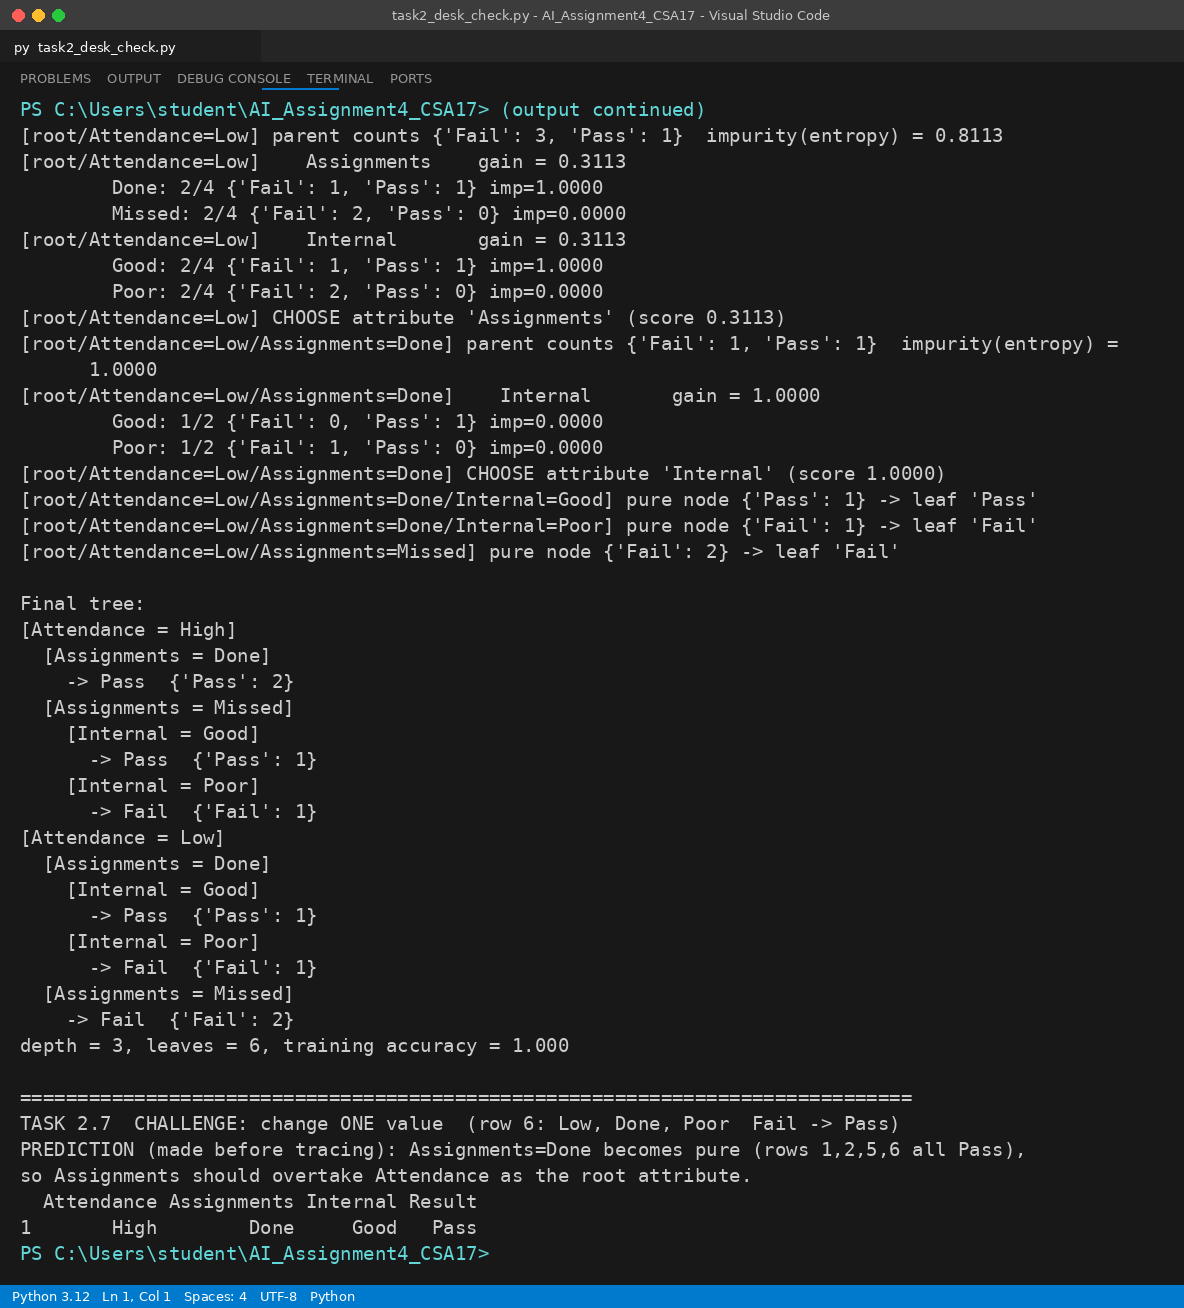 task2_desk_check.py - AI_Assignment4_CSA17 - Visual Studio Code
py  task2_desk_check.py
PROBLEMS    OUTPUT    DEBUG CONSOLE    TERMINAL    PORTS
PS C:\Users\student\AI_Assignment4_CSA17> (output continued)
[root/Attendance=Low] parent counts {'Fail': 3, 'Pass': 1}  impurity(entropy) = 0.8113
[root/Attendance=Low]    Assignments    gain = 0.3113
        Done: 2/4 {'Fail': 1, 'Pass': 1} imp=1.0000
        Missed: 2/4 {'Fail': 2, 'Pass': 0} imp=0.0000
[root/Attendance=Low]    Internal       gain = 0.3113
        Good: 2/4 {'Fail': 1, 'Pass': 1} imp=1.0000
        Poor: 2/4 {'Fail': 2, 'Pass': 0} imp=0.0000
[root/Attendance=Low] CHOOSE attribute 'Assignments' (score 0.3113)
[root/Attendance=Low/Assignments=Done] parent counts {'Fail': 1, 'Pass': 1}  impurity(entropy) =
      1.0000
[root/Attendance=Low/Assignments=Done]    Internal       gain = 1.0000
        Good: 1/2 {'Fail': 0, 'Pass': 1} imp=0.0000
        Poor: 1/2 {'Fail': 1, 'Pass': 0} imp=0.0000
[root/Attendance=Low/Assignments=Done] CHOOSE attribute 'Internal' (score 1.0000)
[root/Attendance=Low/Assignments=Done/Internal=Good] pure node {'Pass': 1} -> leaf 'Pass'
[root/Attendance=Low/Assignments=Done/Internal=Poor] pure node {'Fail': 1} -> leaf 'Fail'
[root/Attendance=Low/Assignments=Missed] pure node {'Fail': 2} -> leaf 'Fail'

Final tree:
[Attendance = High]
  [Assignments = Done]
    -> Pass  {'Pass': 2}
  [Assignments = Missed]
    [Internal = Good]
      -> Pass  {'Pass': 1}
    [Internal = Poor]
      -> Fail  {'Fail': 1}
[Attendance = Low]
  [Assignments = Done]
    [Internal = Good]
      -> Pass  {'Pass': 1}
    [Internal = Poor]
      -> Fail  {'Fail': 1}
  [Assignments = Missed]
    -> Fail  {'Fail': 2}
depth = 3, leaves = 6, training accuracy = 1.000

==============================================================================
TASK 2.7  CHALLENGE: change ONE value  (row 6: Low, Done, Poor  Fail -> Pass)
PREDICTION (made before tracing): Assignments=Done becomes pure (rows 1,2,5,6 all Pass),
so Assignments should overtake Attendance as the root attribute.
  Attendance Assignments Internal Result
1       High        Done     Good   Pass
PS C:\Users\student\AI_Assignment4_CSA17>
Python 3.12   Ln 1, Col 1   Spaces: 4   UTF-8   Python